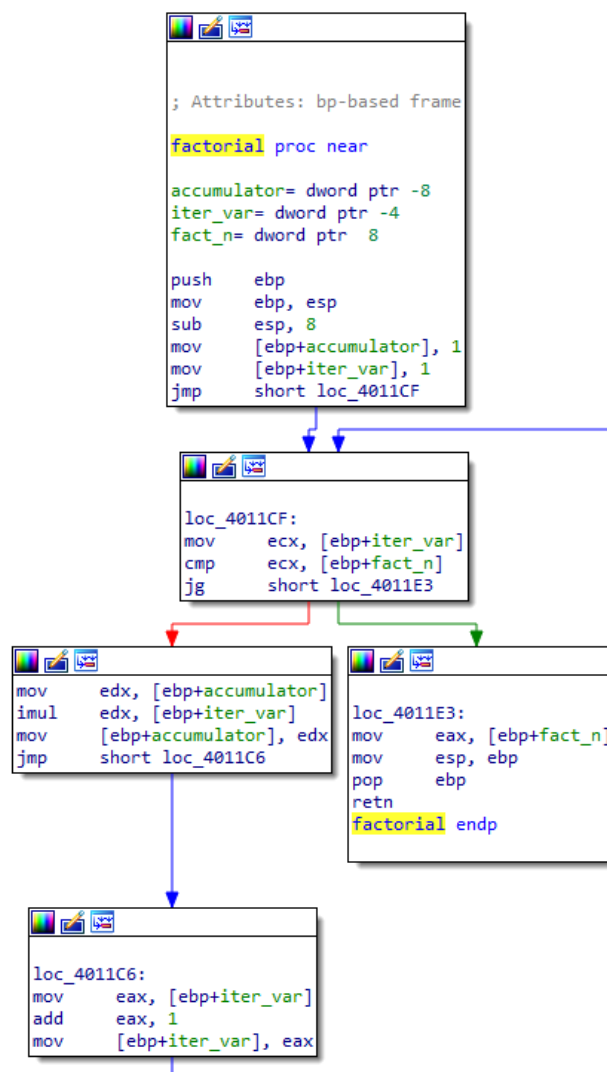 ; Attributes: bp-based frame
factorial proc near
accumulator= dword ptr -8
iter_var= dword ptr -4
fact_n= dword ptr  8
push    ebp
mov     ebp, esp
sub     esp, 8
mov     [ebp+accumulator], 1
mov     [ebp+iter_var], 1
jmp     short loc_4011CF
loc_4011CF:
mov     ecx, [ebp+iter_var]
cmp     ecx, [ebp+fact_n]
jg      short loc_4011E3
mov     edx, [ebp+accumulator]
imul    edx, [ebp+iter_var]
mov     [ebp+accumulator], edx
jmp     short loc_4011C6
loc_4011E3:
mov     eax, [ebp+fact_n]
mov     esp, ebp
pop     ebp
retn
factorial endp
loc_4011C6:
mov     eax, [ebp+iter_var]
add     eax, 1
mov     [ebp+iter_var], eax